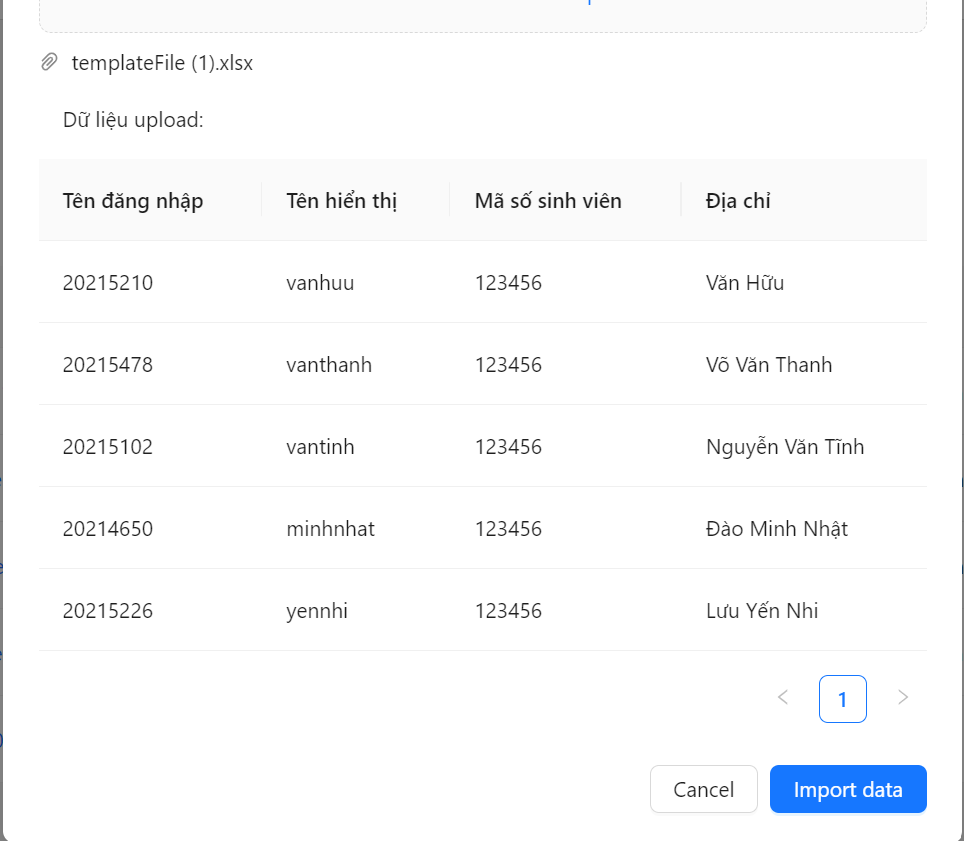 templateFile (1).xlsx
Dữ liệu upload:
Tên đăng nhập Tên hiển thị Mã số sinh viên Địa chỉ
20215210 vanhuu 123456 Văn Hữu
20215478 vanthanh 123456 Võ Văn Thanh
20215102 vantinh 123456 Nguyễn Văn Tĩnh
20214650 minhnhat 123456 Đào Minh Nhật
20215226 yennhi 123456 Lưu Yến Nhi
< 1 >
Cancel Import data